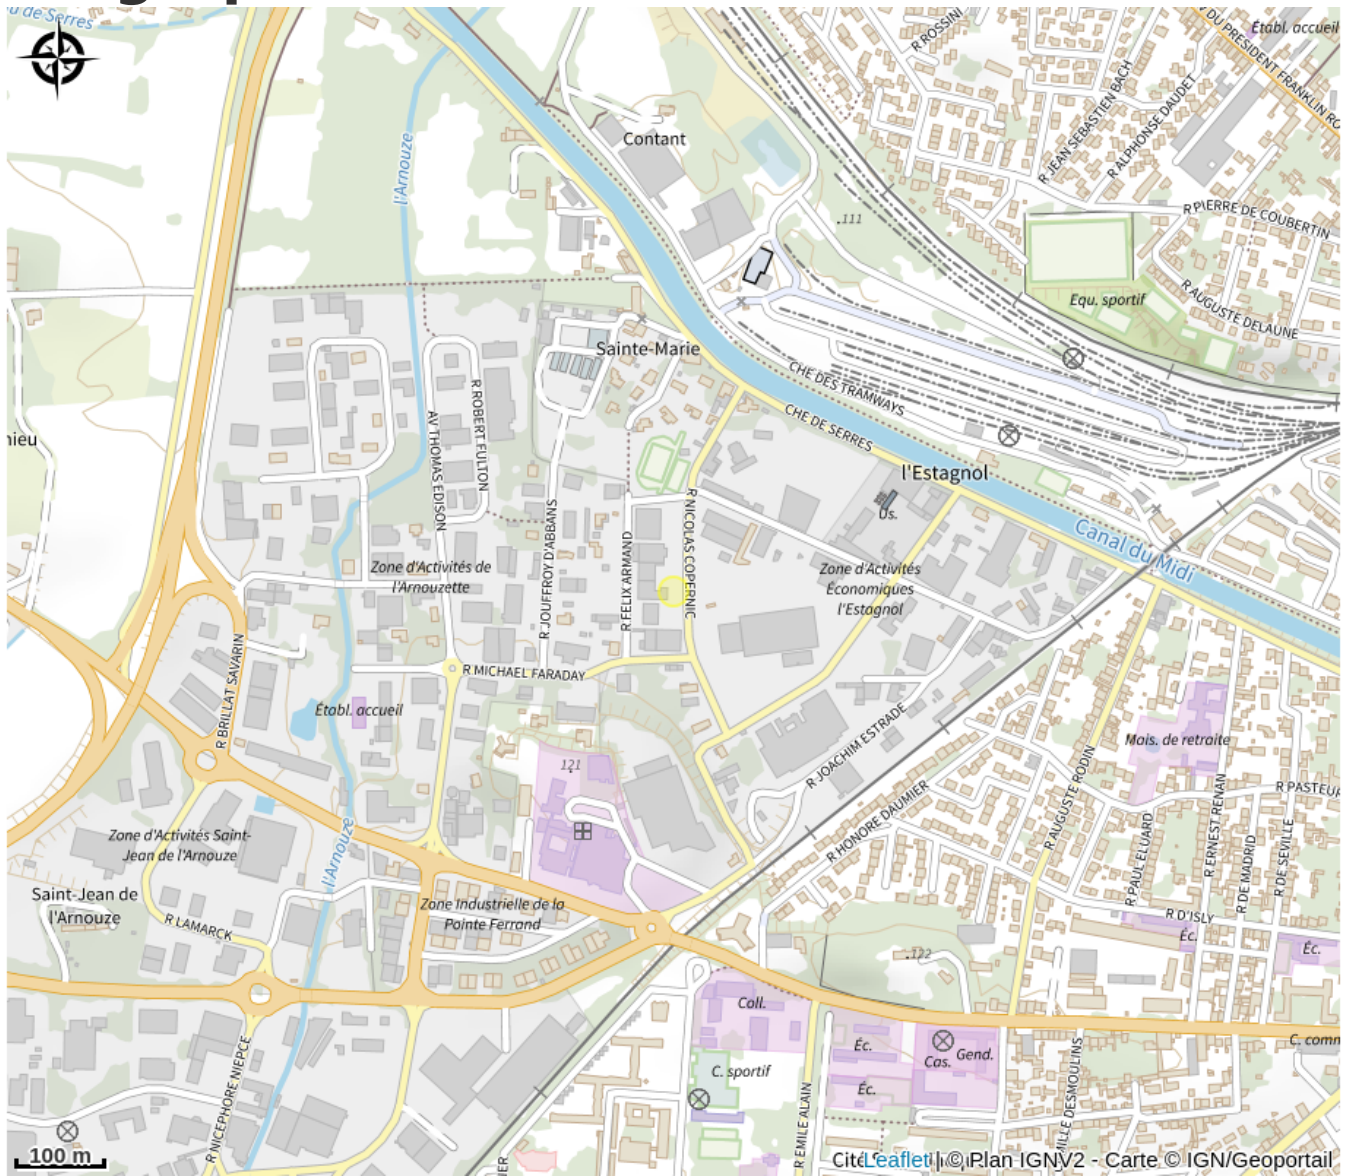 de Serres
R ROSSINI
DU PRESIDENT FRANKLIN RO
Établ. accueil
R JEAN SEBASTIEN BACH
R ALPHONSE DAUDET
Contant
l'Arnouze
.111
R PIERRE DE COUBERTIN
Equ. sportif
R AUGUSTE DELAUNE
Sainte-Marie
CHE DES TRAMWAYS
CHE DE SERRES
R ROBERT FULTON
AV THOMAS EDISON
l'Estagnol
Us.
R JOUFFROY D'ABBANS
R FELIX ARMAND
R NICOLAS COPERNIC
Canal du Midi
Zone d'Activités de
l'Arnouzette
Zone d'Activités
Économiques
l'Estagnol
R BRILLAT SAVARIN
R MICHAEL FARADAY
Établ. accueil
R JOACHIM ESTRADE
Mais. de retraite
121
R HONORE DAUMIER
R AUGUSTE RODIN
R PAUL ELUARD
R ERNEST RENAN
R DE MADRID
R DE SEVILLE
R PASTEUR
Zone d'Activités Saint-
Jean de l'Arnouze
l'Arnouze
Saint-Jean de
l'Arnouze
R LAMARCK
Zone Industrielle de la
Pointe Ferrand
R D'ISLY
Éc.
Éc.
.122
Coll.
Éc.
Cas.
Gend.
C. sportif
Éc.
R NICEPHORE NIEPCE
R EMILE ALAIN
ILLE DESMOULINS
C. comm
100 m
Leaflet | © Plan IGNV2 - Carte © IGN/Geoportail